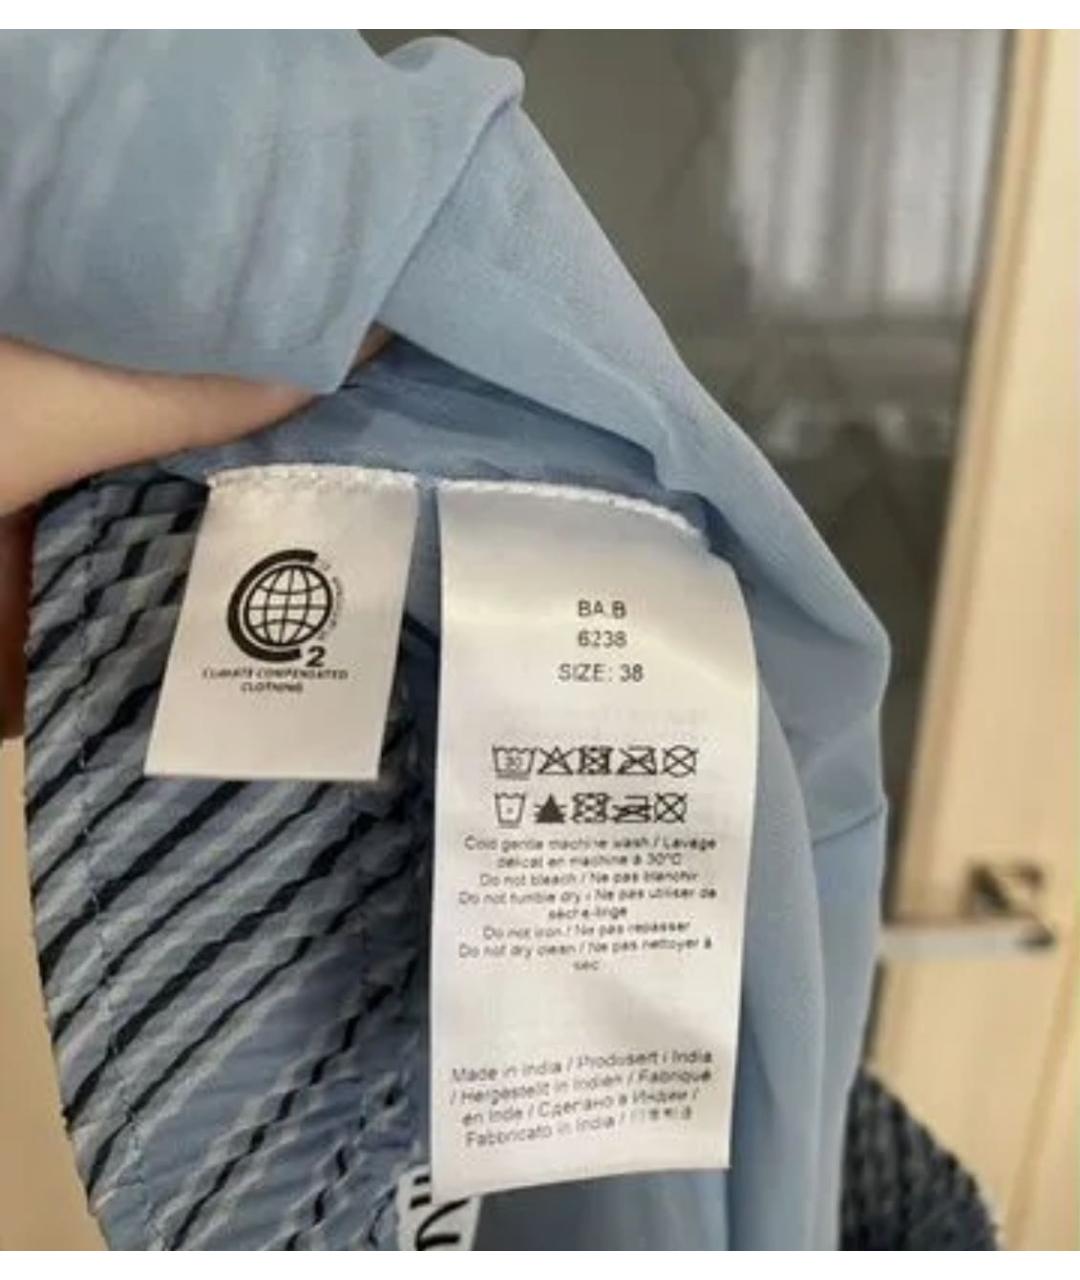 2
CLIMATE COMPENSATED
CLOTHING
BA.B
6238
SIZE: 38
30
Cold gentle machine wash / Lavage
délicat en machine à 30°C
Do not bleach / Ne pas blanchir
Do not tumble dry / Ne pas utiliser de
sèche-linge
Do not iron / Ne pas repasser
Do not dry clean / Ne pas nettoyer à
sec
Made in India / Produsert i India
/ Hergestellt in Indien / Fabriqué
en Inde / Сделано в Индии /
Fabbricato in India /